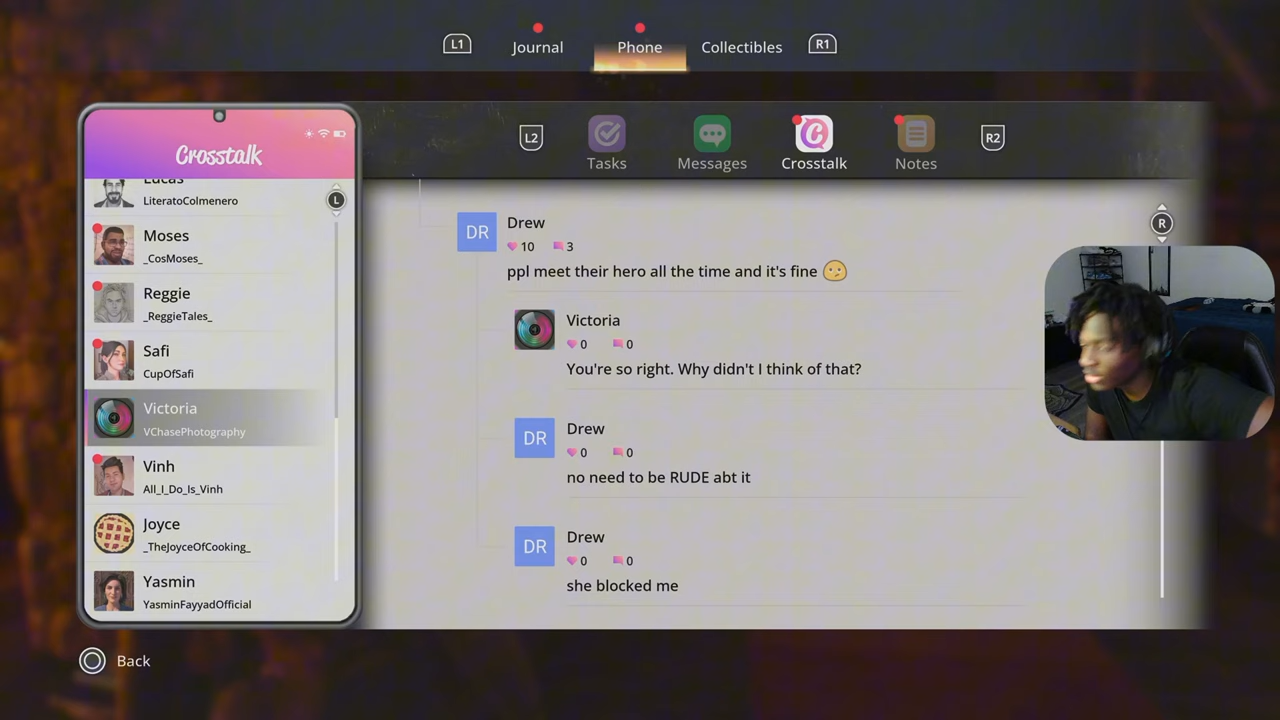 L1
Journal
Phone
Collectibles
R1
Crosstalk
L2
Tasks
Messages
Crosstalk
Notes
R2
Lucas
LiteratoColmenero
L
Moses
_CosMoses_
Reggie
_ReggieTales_
Safi
CupOfSafi
Victoria
VChasePhotography
Vinh
All_I_Do_Is_Vinh
Joyce
_TheJoyceOfCooking_
Yasmin
YasminFayyadOfficial
R
DR
Drew
10 3
ppl meet their hero all the time and it's fine
Victoria
0 0
You're so right. Why didn't I think of that?
DR
Drew
0 0
no need to be RUDE abt it
DR
Drew
0 0
she blocked me
Back